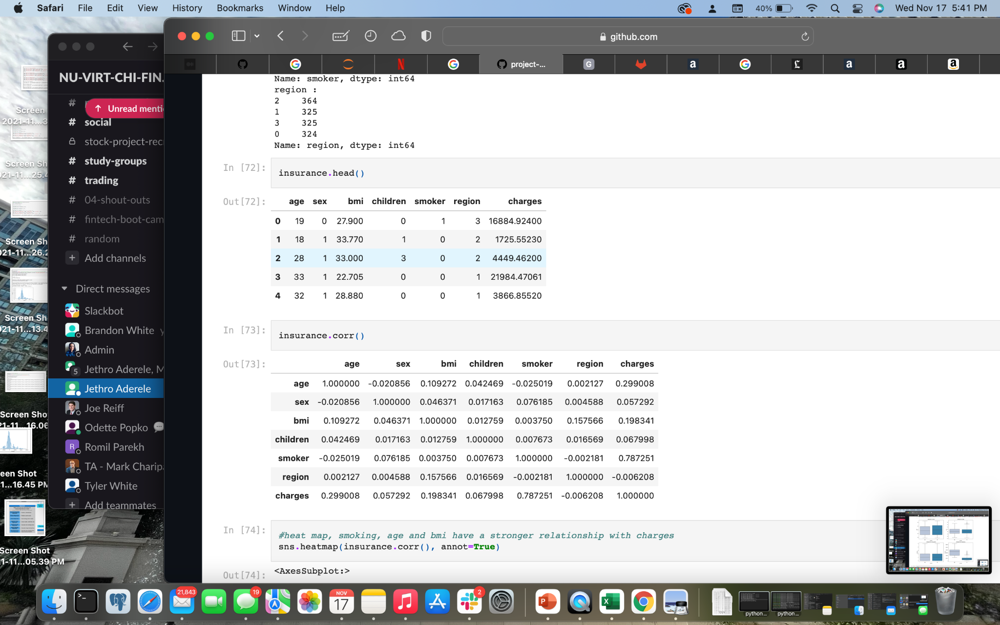 Safari File Edit View History Bookmarks Window Help
40% Wed Nov 17 5:41 PM
github.com
project-...
NU-VIRT-CHI-FIN.
↑ Unread menti
# social
stock-project-rec
# study-groups
# trading
# 04-shout-outs
# fintech-boot-cam
# random
+ Add channels
Direct messages
Slackbot
Brandon White y
Admin
5 Jethro Aderele, M
Jethro Aderele
Joe Reiff
Odette Popko
R Romil Parekh
TA - Mark Charip
Tyler White
+ Add teammates
Screen
2021-11...3
Screen Sh
021-11...25.4
Screen Sh
021-11...26.2
Screen Sh
021-11...13.4
Screen Sho
21-11...16.06
een Shot
1...16.45 PM
Screen Shot
1-11...05.39 PM
Name: smoker, dtype: int64
region :
2 364
1 325
3 325
0 324
Name: region, dtype: int64
In [72]: insurance.head()
Out[72]: age sex bmi children smoker region charges
0 19 0 27.900 0 1 3 16884.92400
1 18 1 33.770 1 0 2 1725.55230
2 28 1 33.000 3 0 2 4449.46200
3 33 1 22.705 0 0 1 21984.47061
4 32 1 28.880 0 0 1 3866.85520
In [73]: insurance.corr()
Out[73]: age sex bmi children smoker region charges
age 1.000000 -0.020856 0.109272 0.042469 -0.025019 0.002127 0.299008
sex -0.020856 1.000000 0.046371 0.017163 0.076185 0.004588 0.057292
bmi 0.109272 0.046371 1.000000 0.012759 0.003750 0.157566 0.198341
children 0.042469 0.017163 0.012759 1.000000 0.007673 0.016569 0.067998
smoker -0.025019 0.076185 0.003750 0.007673 1.000000 -0.002181 0.787251
region 0.002127 0.004588 0.157566 0.016569 -0.002181 1.000000 -0.006208
charges 0.299008 0.057292 0.198341 0.067998 0.787251 -0.006208 1.000000
In [74]: #heat map, smoking, age and bmi have a stronger relationship with charges
sns.heatmap(insurance.corr(), annot=True)
Out[74]: <AxesSubplot:>
21,843
19
NOV
17
2
python...
python...